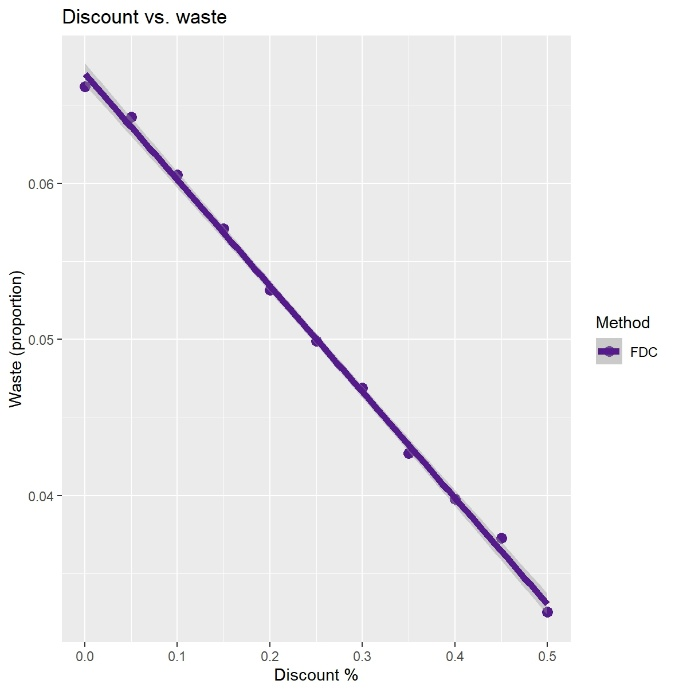 Discount vs. waste
0.06
0.05
0.04
Waste (proportion)
0.0 0.1 0.2 0.3 0.4 0.5
Discount %
Method
FDC